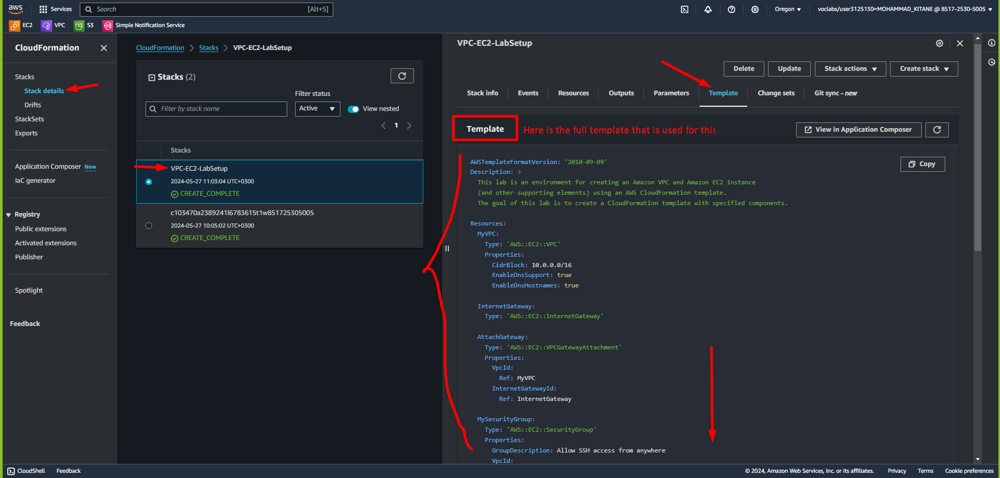 aws
Services
Search
[Alt+S]
Oregon
voclabs/user3125130=MOHAMMAD_KITANE @ 8517-2530-5005
EC2
VPC
S3
Simple Notification Service
CloudFormation
Stacks
Stack details
Drifts
StackSets
Exports
Application Composer New
IaC generator
Registry
Public extensions
Activated extensions
Publisher
Spotlight
Feedback
CloudFormation
Stacks
VPC-EC2-LabSetup
Stacks (2)
Filter status
Filter by stack name
Active
View nested
1
Stacks
VPC-EC2-LabSetup
2024-05-27 11:03:04 UTC+0300
CREATE_COMPLETE
c103470a2389241l6783615t1w851725305005
2024-05-27 10:05:02 UTC+0300
CREATE_COMPLETE
VPC-EC2-LabSetup
Delete
Update
Stack actions
Create stack
Stack info
Events
Resources
Outputs
Parameters
Template
Change sets
Git sync - new
Template
Here is the full template that is used for this
View in Application Composer
Copy
AWSTemplateFormatVersion: '2010-09-09'
Description: >
This lab is an environment for creating an Amazon VPC and Amazon EC2 instance
(and other supporting elements) using an AWS CloudFormation template.
The goal of this lab is to create a CloudFormation template with specified components.
Resources:
MyVPC:
Type: 'AWS::EC2::VPC'
Properties:
CidrBlock: 10.0.0.0/16
EnableDnsSupport: true
EnableDnsHostnames: true
InternetGateway:
Type: 'AWS::EC2::InternetGateway'
AttachGateway:
Type: 'AWS::EC2::VPCGatewayAttachment'
Properties:
VpcId:
Ref: MyVPC
InternetGatewayId:
Ref: InternetGateway
MySecurityGroup:
Type: 'AWS::EC2::SecurityGroup'
Properties:
GroupDescription: Allow SSH access from anywhere
VpcId:
CloudShell
Feedback
© 2024, Amazon Web Services, Inc. or its affiliates.
Privacy
Terms
Cookie preferences